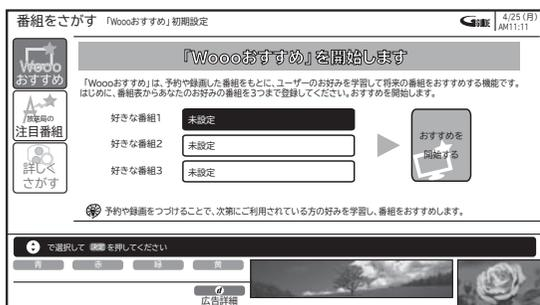 番組をさがす 「Woooおすすめ」初期設定
G GUIDE 4/25(月)
AM11:11
Wooo
おすすめ
放送局の
注目番組
詳しく
さがす
『Woooおすすめ』を開始します
「Woooおすすめ」は、予約や録画した番組をもとに、ユーザーのお好みを学習して将来の番組をおすすめする機能です。
はじめに、番組表からあなたのお好みの番組を3つまで登録してください。おすすめを開始します。
好きな番組1 未設定
好きな番組2 未設定
好きな番組3 未設定
おすすめを
開始する
予約や録画をつづけることで、次第にご利用されている方の好みを学習し、番組をおすすめします。
で選択して 決定 を押してください
青 赤 緑 黄
d
広告詳細